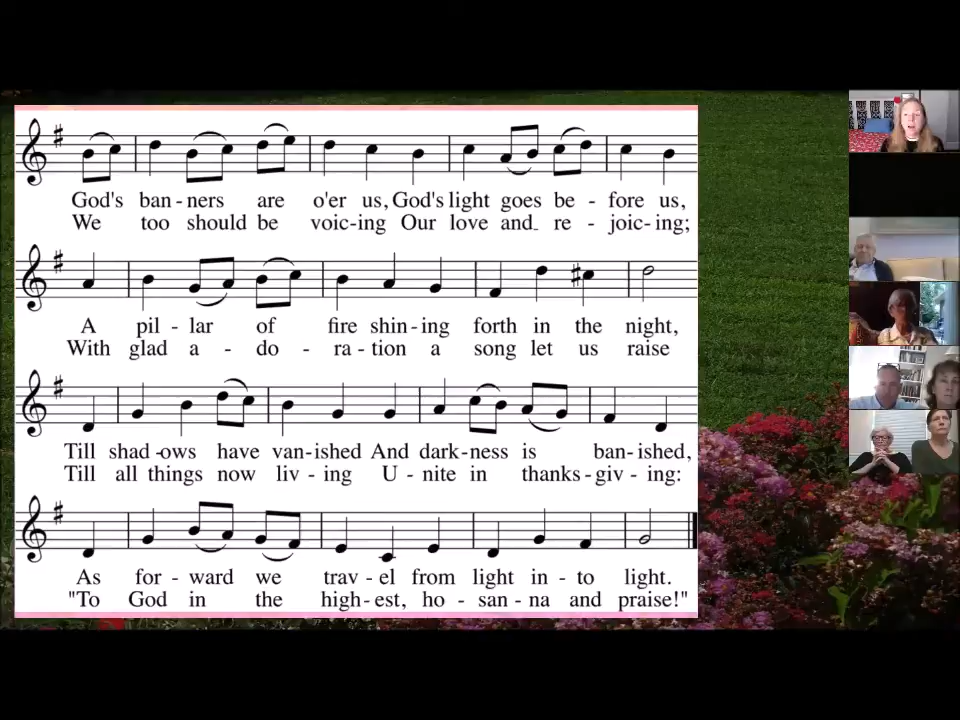 God's ban - ners are o'er us, God's light goes be - fore us,
We too should be voic-ing Our love and_ re - joic- ing;
A pil - lar of fire shin - ing forth in the night,
With glad a - do - ra - tion a song let us raise
Till shad -ows have van-ished And dark-ness is ban- ished,
Till all things now liv - ing U - nite in thanks - giv - ing:
As for - ward we trav - el from light in - to light.
"To God in the high- est, ho - san - na and praise!"